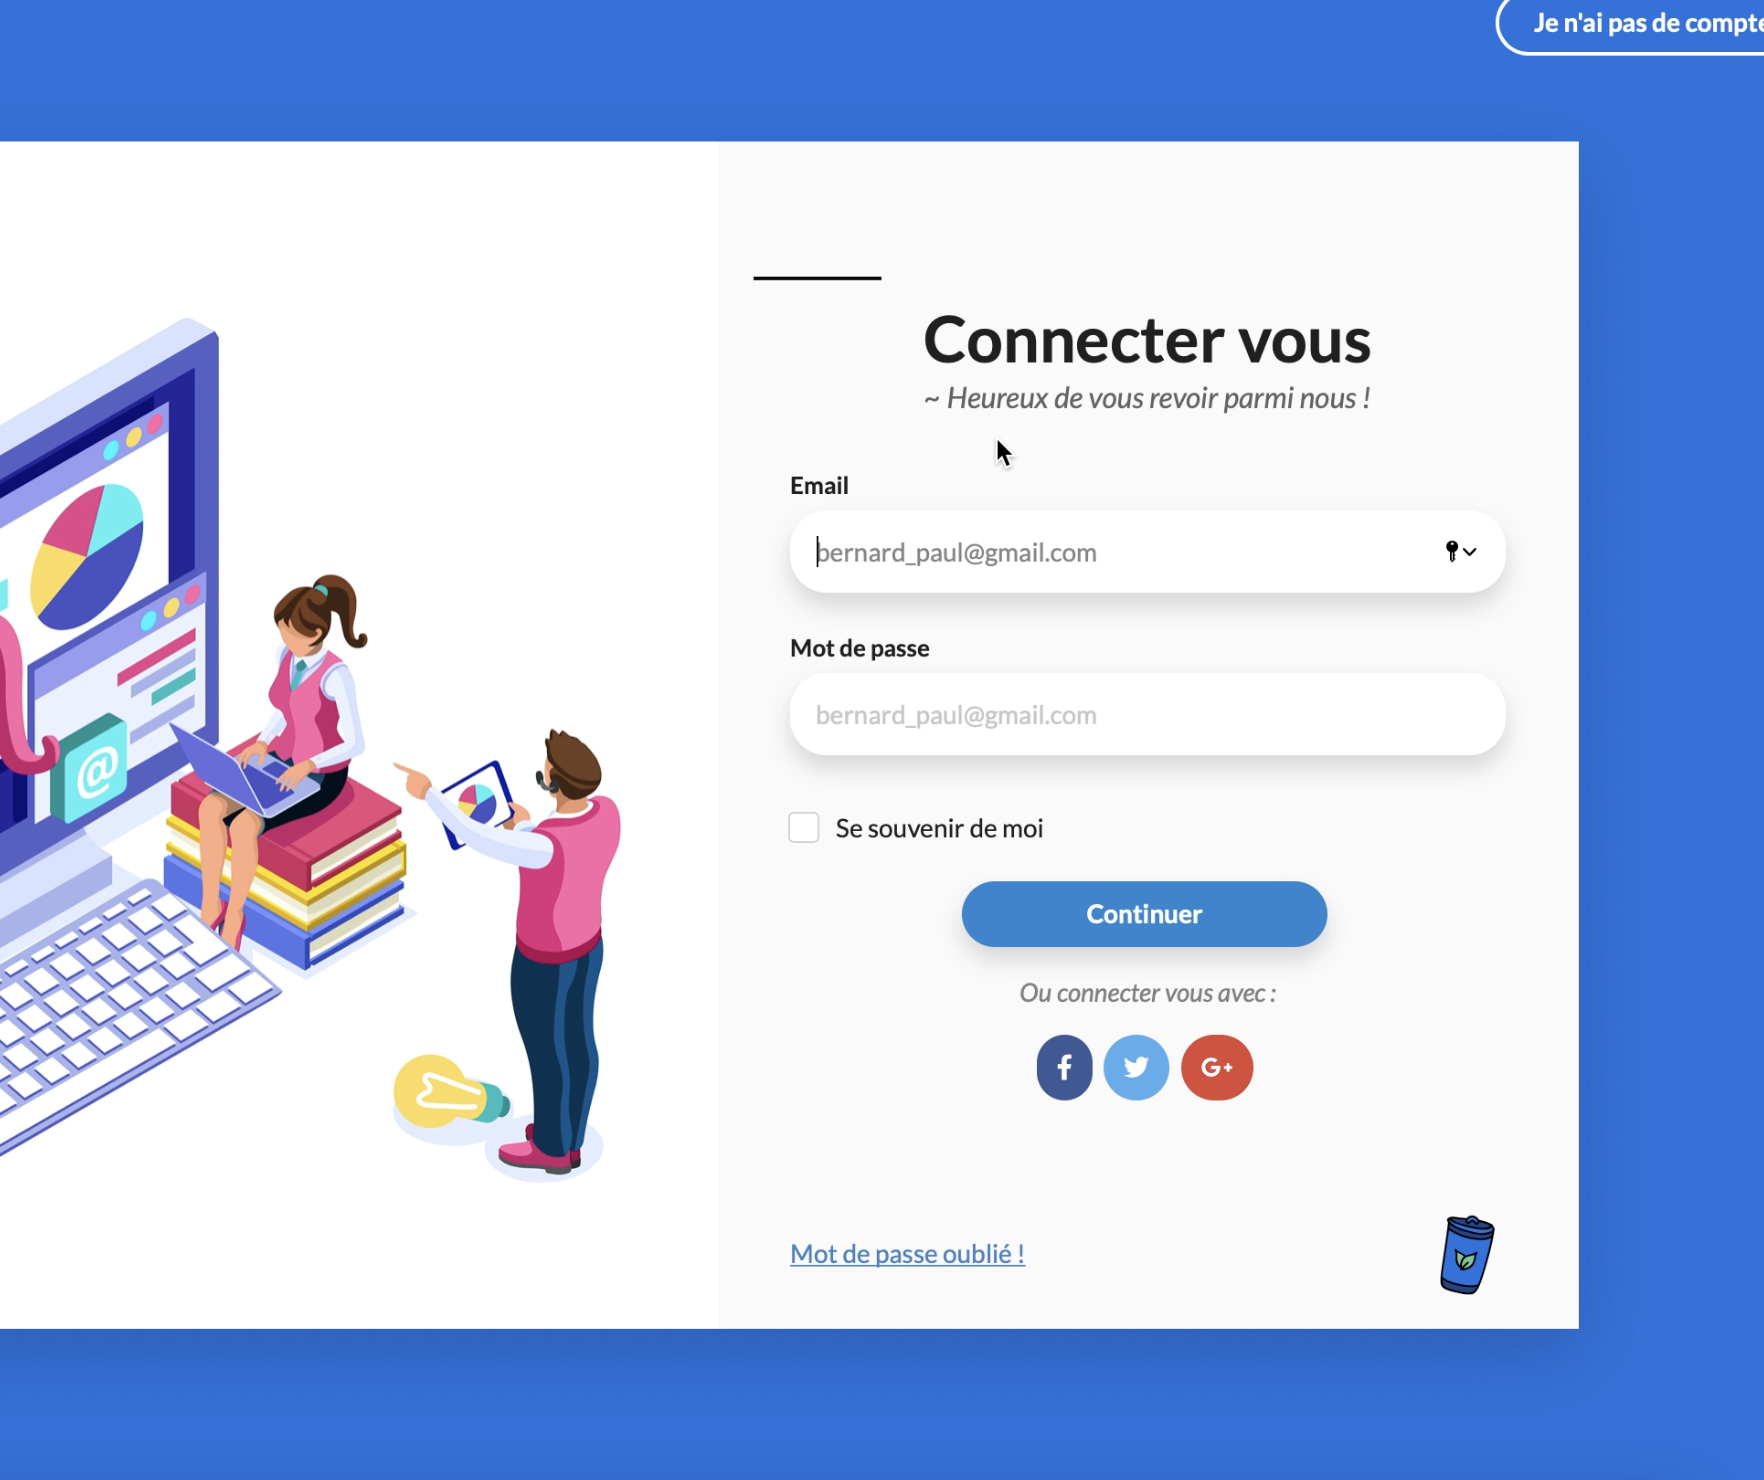 Je n'ai pas de compte
Connecter vous
~ Heureux de vous revoir parmi nous !
Email
bernard_paul@gmail.com
Mot de passe
bernard_paul@gmail.com
Se souvenir de moi
Continuer
Ou connecter vous avec :
f
G+
Mot de passe oublié !
@